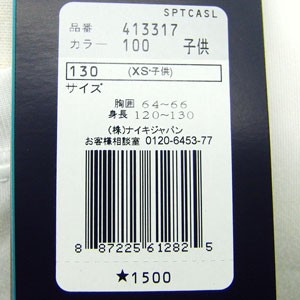 SPTCASL
品番 413317
カラー 100 子供
130 (XS-子供)
サイズ
胸囲 64~66
身長 120~130
(株)ナイキジャパン
お客様相談室 0120-6453-77
8 87225 61282 5
★1500